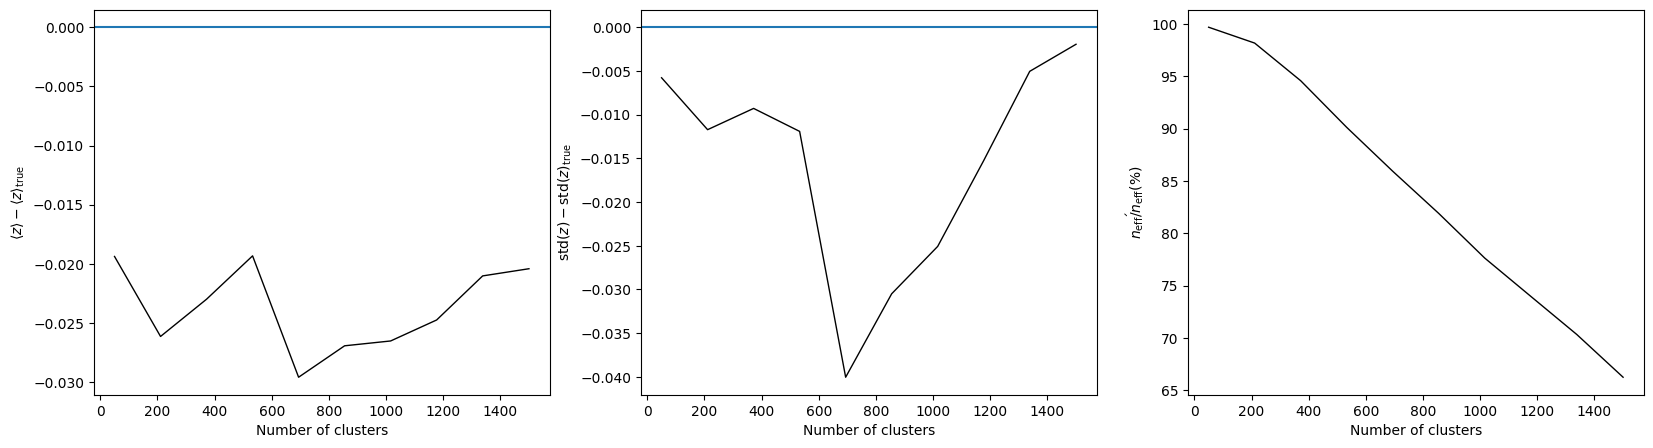 0.000
−0.005
−0.010
−0.015
−0.020
−0.025
−0.030
⟨z⟩ − ⟨z⟩true
0 200 400 600 800 1000 1200 1400
Number of clusters
0.000
−0.005
−0.010
−0.015
−0.020
−0.025
−0.030
−0.035
−0.040
std(z) − std(z)true
0 200 400 600 800 1000 1200 1400
Number of clusters
100
95
90
85
80
75
70
65
n′eff/neff(%)
0 200 400 600 800 1000 1200 1400
Number of clusters